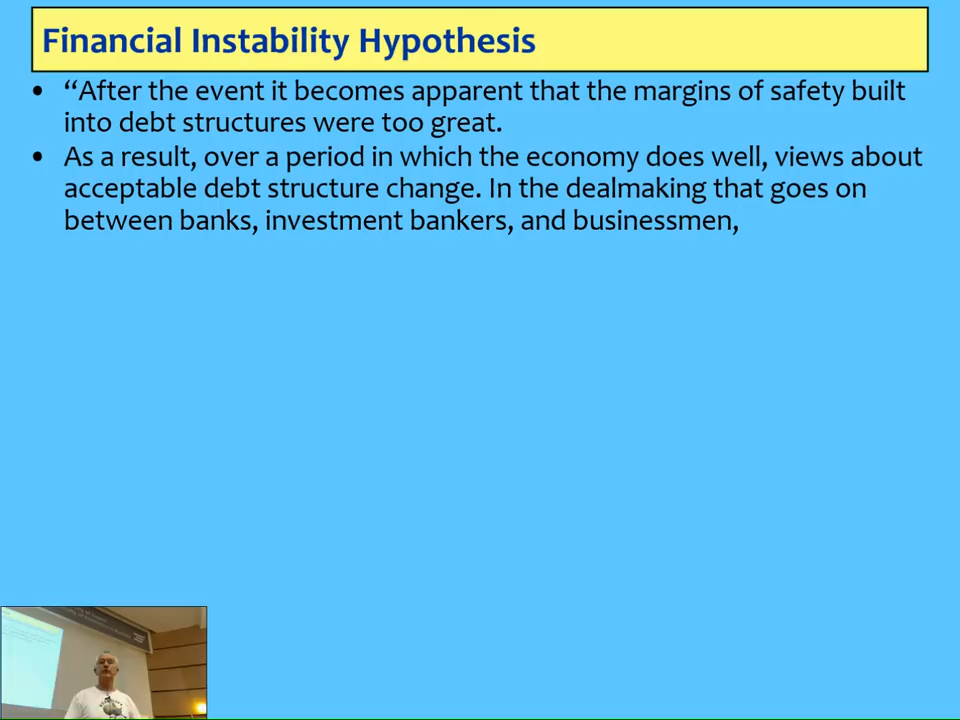 Financial Instability Hypothesis
• “After the event it becomes apparent that the margins of safety built
into debt structures were too great.
• As a result, over a period in which the economy does well, views about
acceptable debt structure change. In the dealmaking that goes on
between banks, investment bankers, and businessmen,